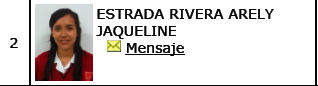 2
ESTRADA RIVERA ARELY
JAQUELINE
Mensaje